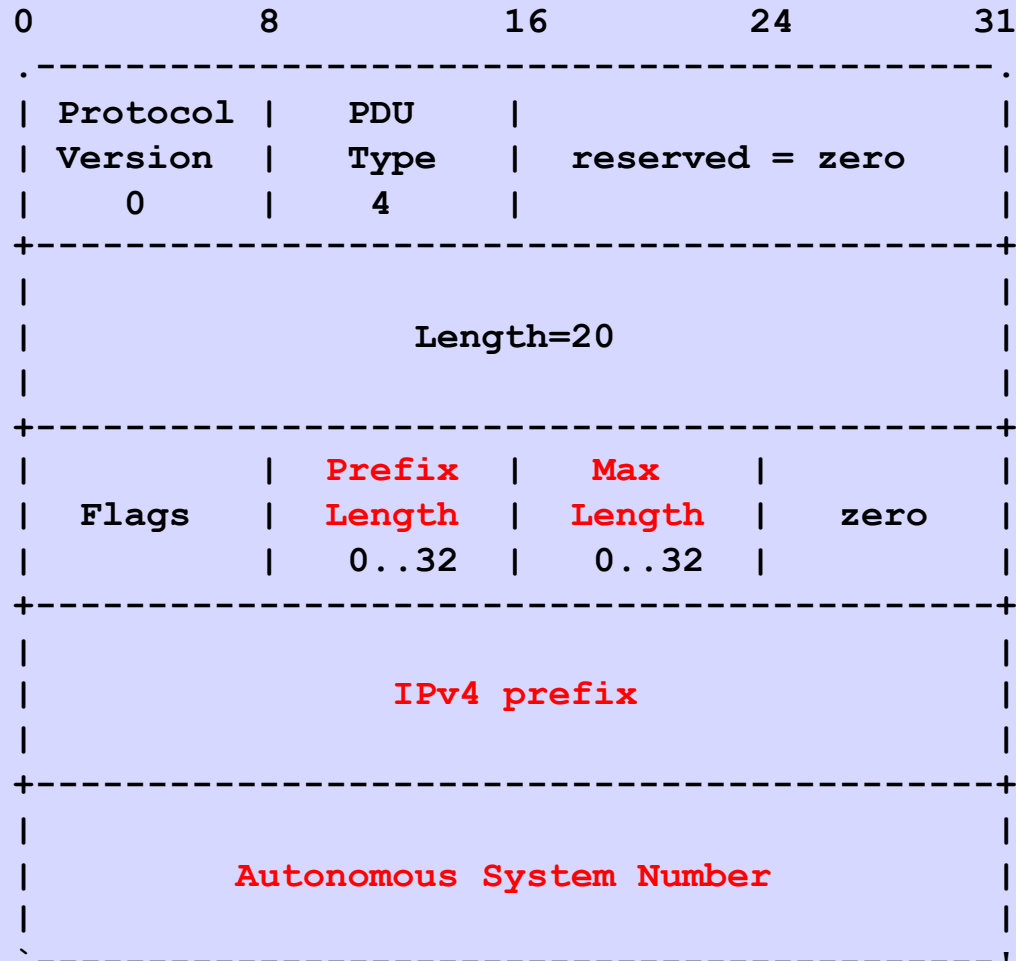 0          8          16         24       31
.-------------------------------------------.
| Protocol |   PDU    |                     |
| Version  |   Type   |  reserved = zero    |
|    0     |    4     |                     |
+-------------------------------------------+
|                                           |
|                 Length=20                 |
|                                           |
+-------------------------------------------+
|          |  Prefix  |   Max    |          |
|  Flags   |  Length  |  Length  |   zero   |
|          |   0..32  |   0..32  |          |
+-------------------------------------------+
|                                           |
|                IPv4 prefix                |
|                                           |
+-------------------------------------------+
|                                           |
|         Autonomous System Number          |
|                                           |
`-------------------------------------------'